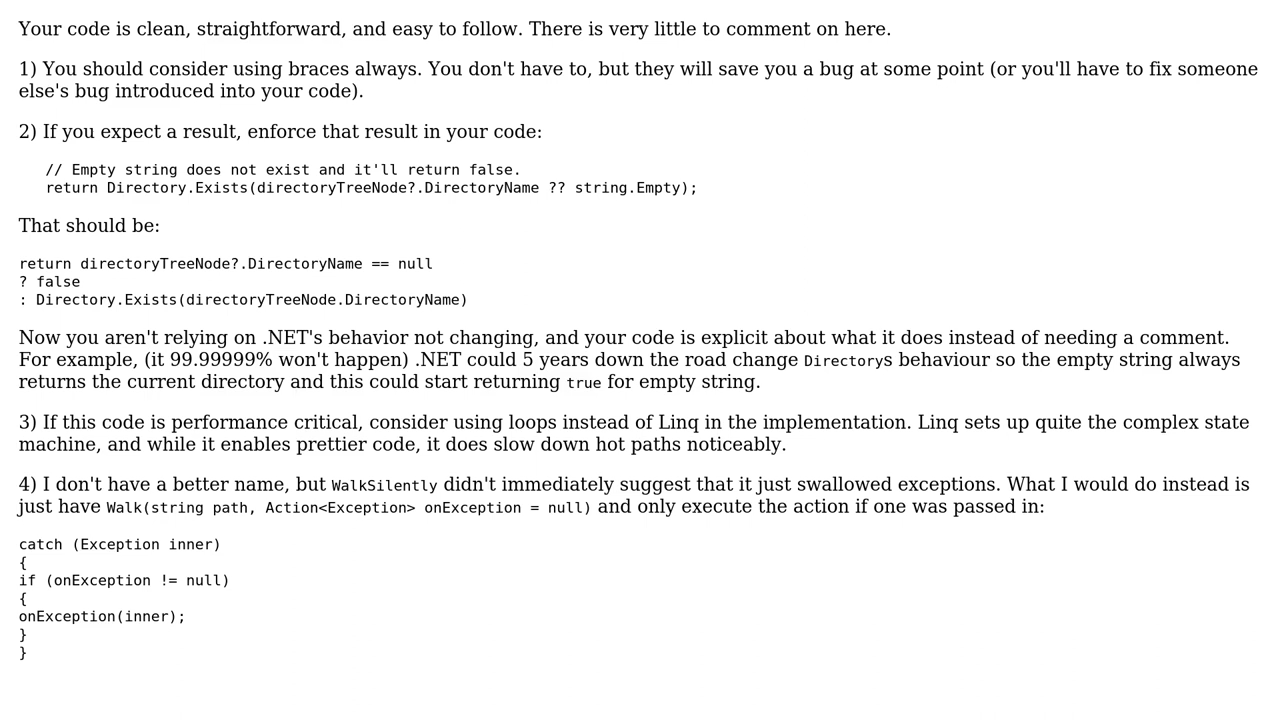 Your code is clean, straightforward, and easy to follow. There is very little to comment on here.
1) You should consider using braces always. You don't have to, but they will save you a bug at some point (or you'll have to fix someone
else's bug introduced into your code).
2) If you expect a result, enforce that result in your code:
// Empty string does not exist and it'll return false.
return Directory.Exists(directoryTreeNode?.DirectoryName ?? string.Empty);
That should be:
return directoryTreeNode?.DirectoryName == null
? false
: Directory.Exists(directoryTreeNode.DirectoryName)
Now you aren't relying on .NET's behavior not changing, and your code is explicit about what it does instead of needing a comment.
For example, (it 99.99999% won't happen) .NET could 5 years down the road change Directorys behaviour so the empty string always
returns the current directory and this could start returning true for empty string.
3) If this code is performance critical, consider using loops instead of Linq in the implementation. Linq sets up quite the complex state
machine, and while it enables prettier code, it does slow down hot paths noticeably.
4) I don't have a better name, but WalkSilently didn't immediately suggest that it just swallowed exceptions. What I would do instead is
just have Walk(string path, Action<Exception> onException = null) and only execute the action if one was passed in:
catch (Exception inner)
{
if (onException != null)
{
onException(inner);
}
}